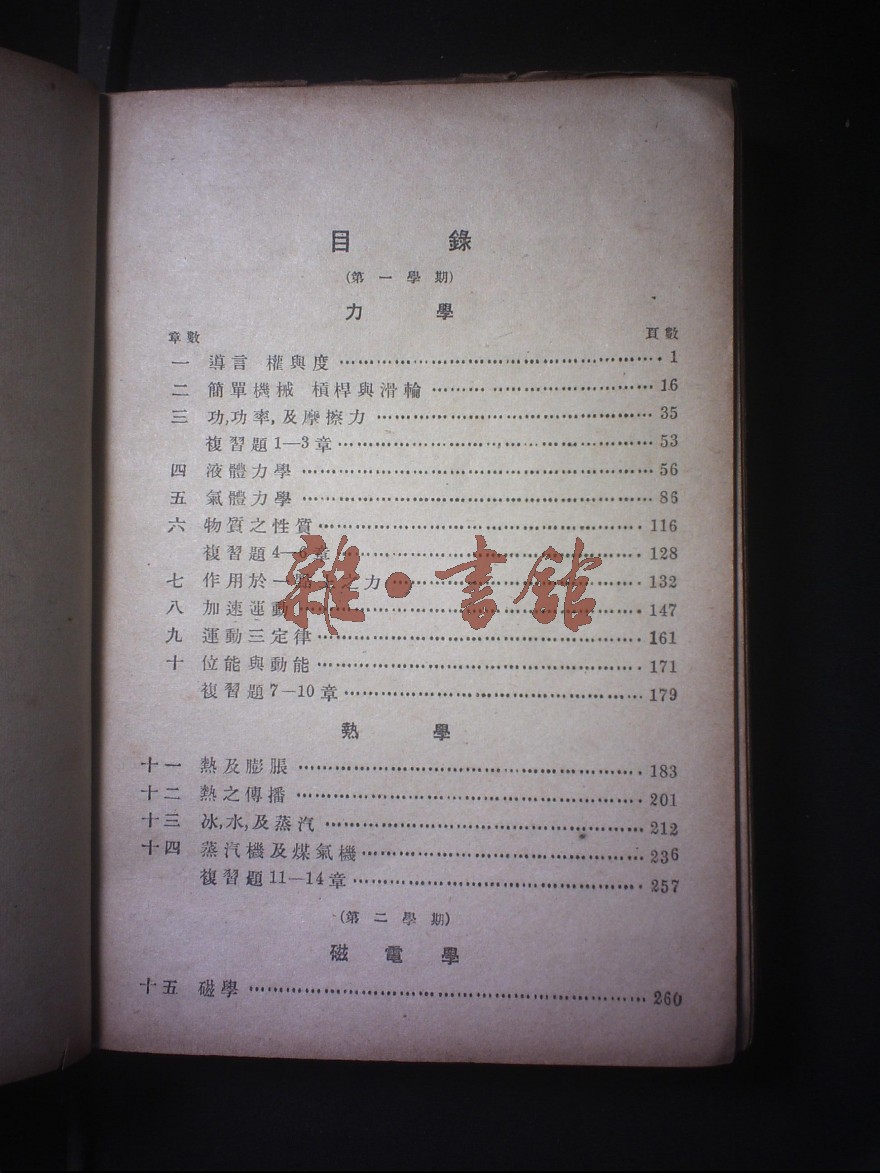 目錄
(第一學期)
力學
章數 頁數
一 導言 權與度 1
二 簡單機械 槓桿與滑輪 16
三 功,功率,及摩擦力 35
複習題1—3章 53
四 液體力學 56
五 氣體力學 86
六 物質之性質 116
複習題4—6章 128
七 作用於一點上之力 132
八 加速運動 147
九 運動三定律 161
十 位能與動能 171
複習題7—10章 179
雜·書館
熱學
十一 熱及膨脹 183
十二 熱之傳播 201
十三 冰,水,及蒸汽 212
十四 蒸汽機及煤氣機 236
複習題11—14章 257
(第二學期)
磁電學
十五 磁學 260